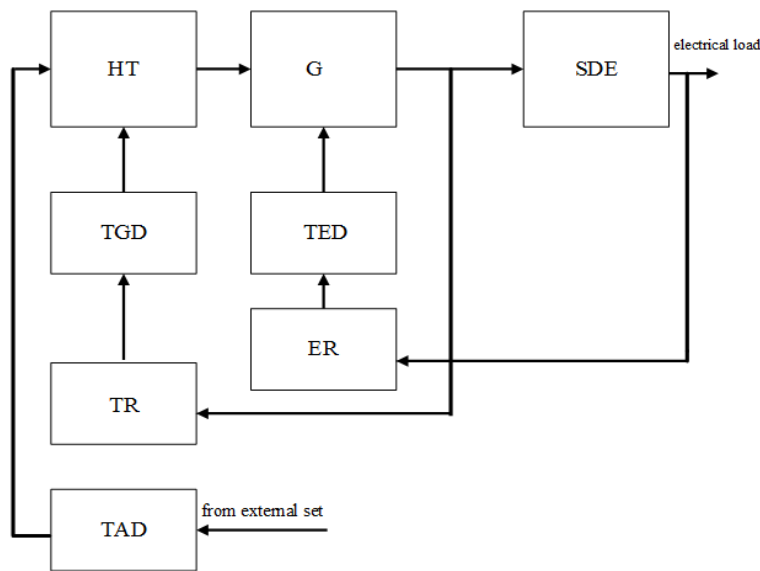 HT
G
SDE
electrical load
TGD
TED
ER
TR
TAD
from external set